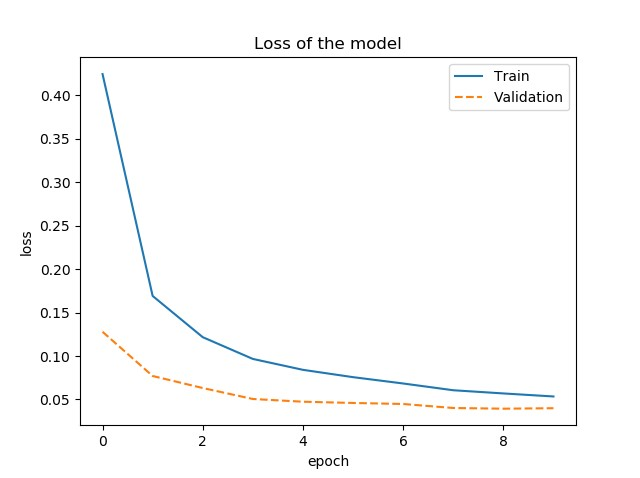 Loss of the model
Train
Validation
0.40
0.35
0.30
0.25
0.20
0.15
0.10
0.05
loss
0 2 4 6 8
epoch